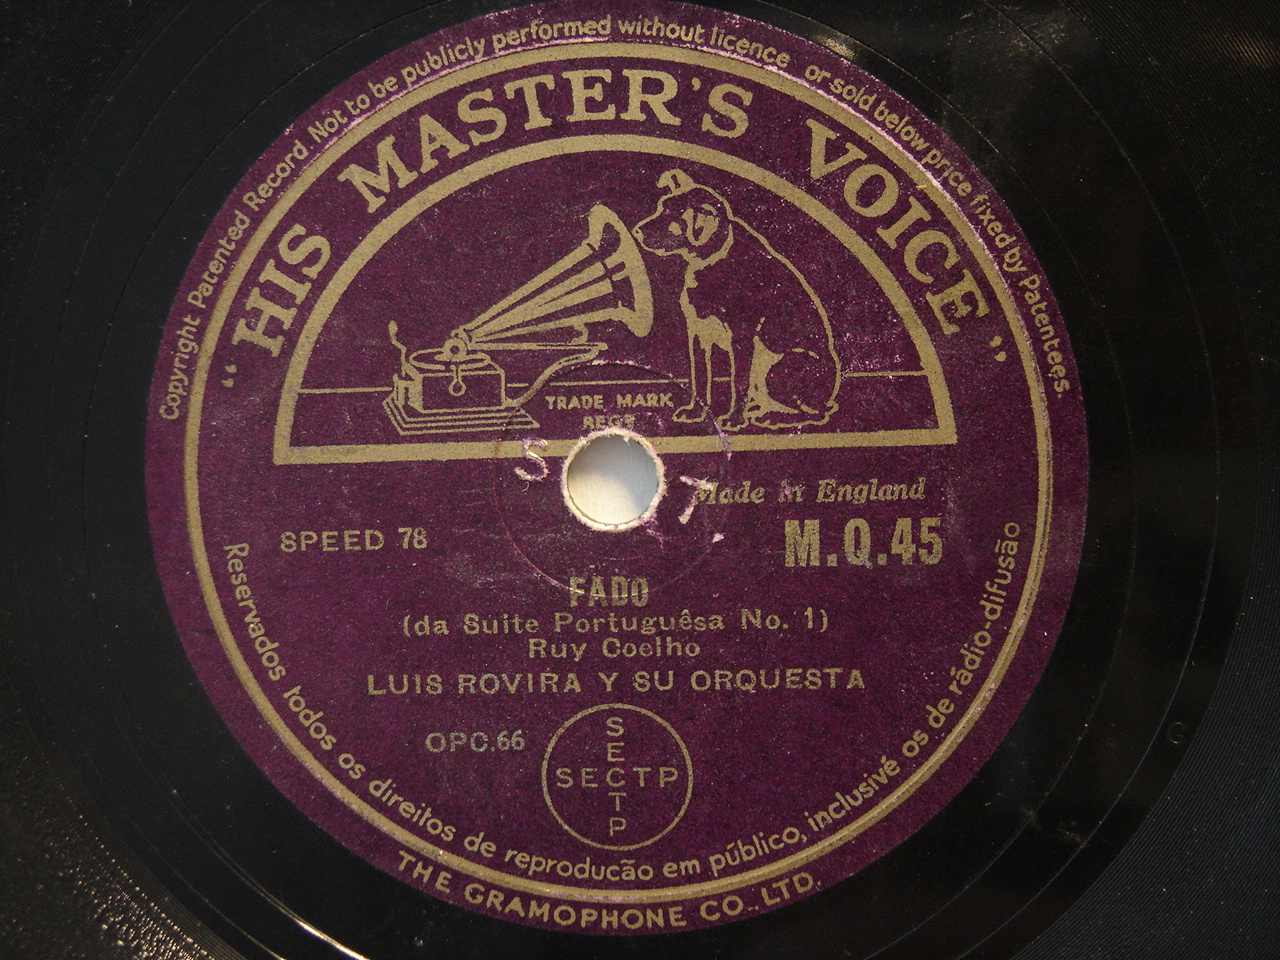 Copyright Patented Record Not to be publicly performed without licence or sold below price fixed by Patentees.
“HIS MASTER'S VOICE”
TRADE MARK
REGD
S 7
Made in England
SPEED 78
M.Q.45
FADO
(da Suite Portuguêsa No. 1)
Ruy Coelho
LUIS ROVIRA Y SU ORQUESTA
OPG.66
SECTP
SECTP
Reservados todos os direitos de reproducão em público, inclusivé os de rádio-difusão
THE GRAMOPHONE CO. LTD.